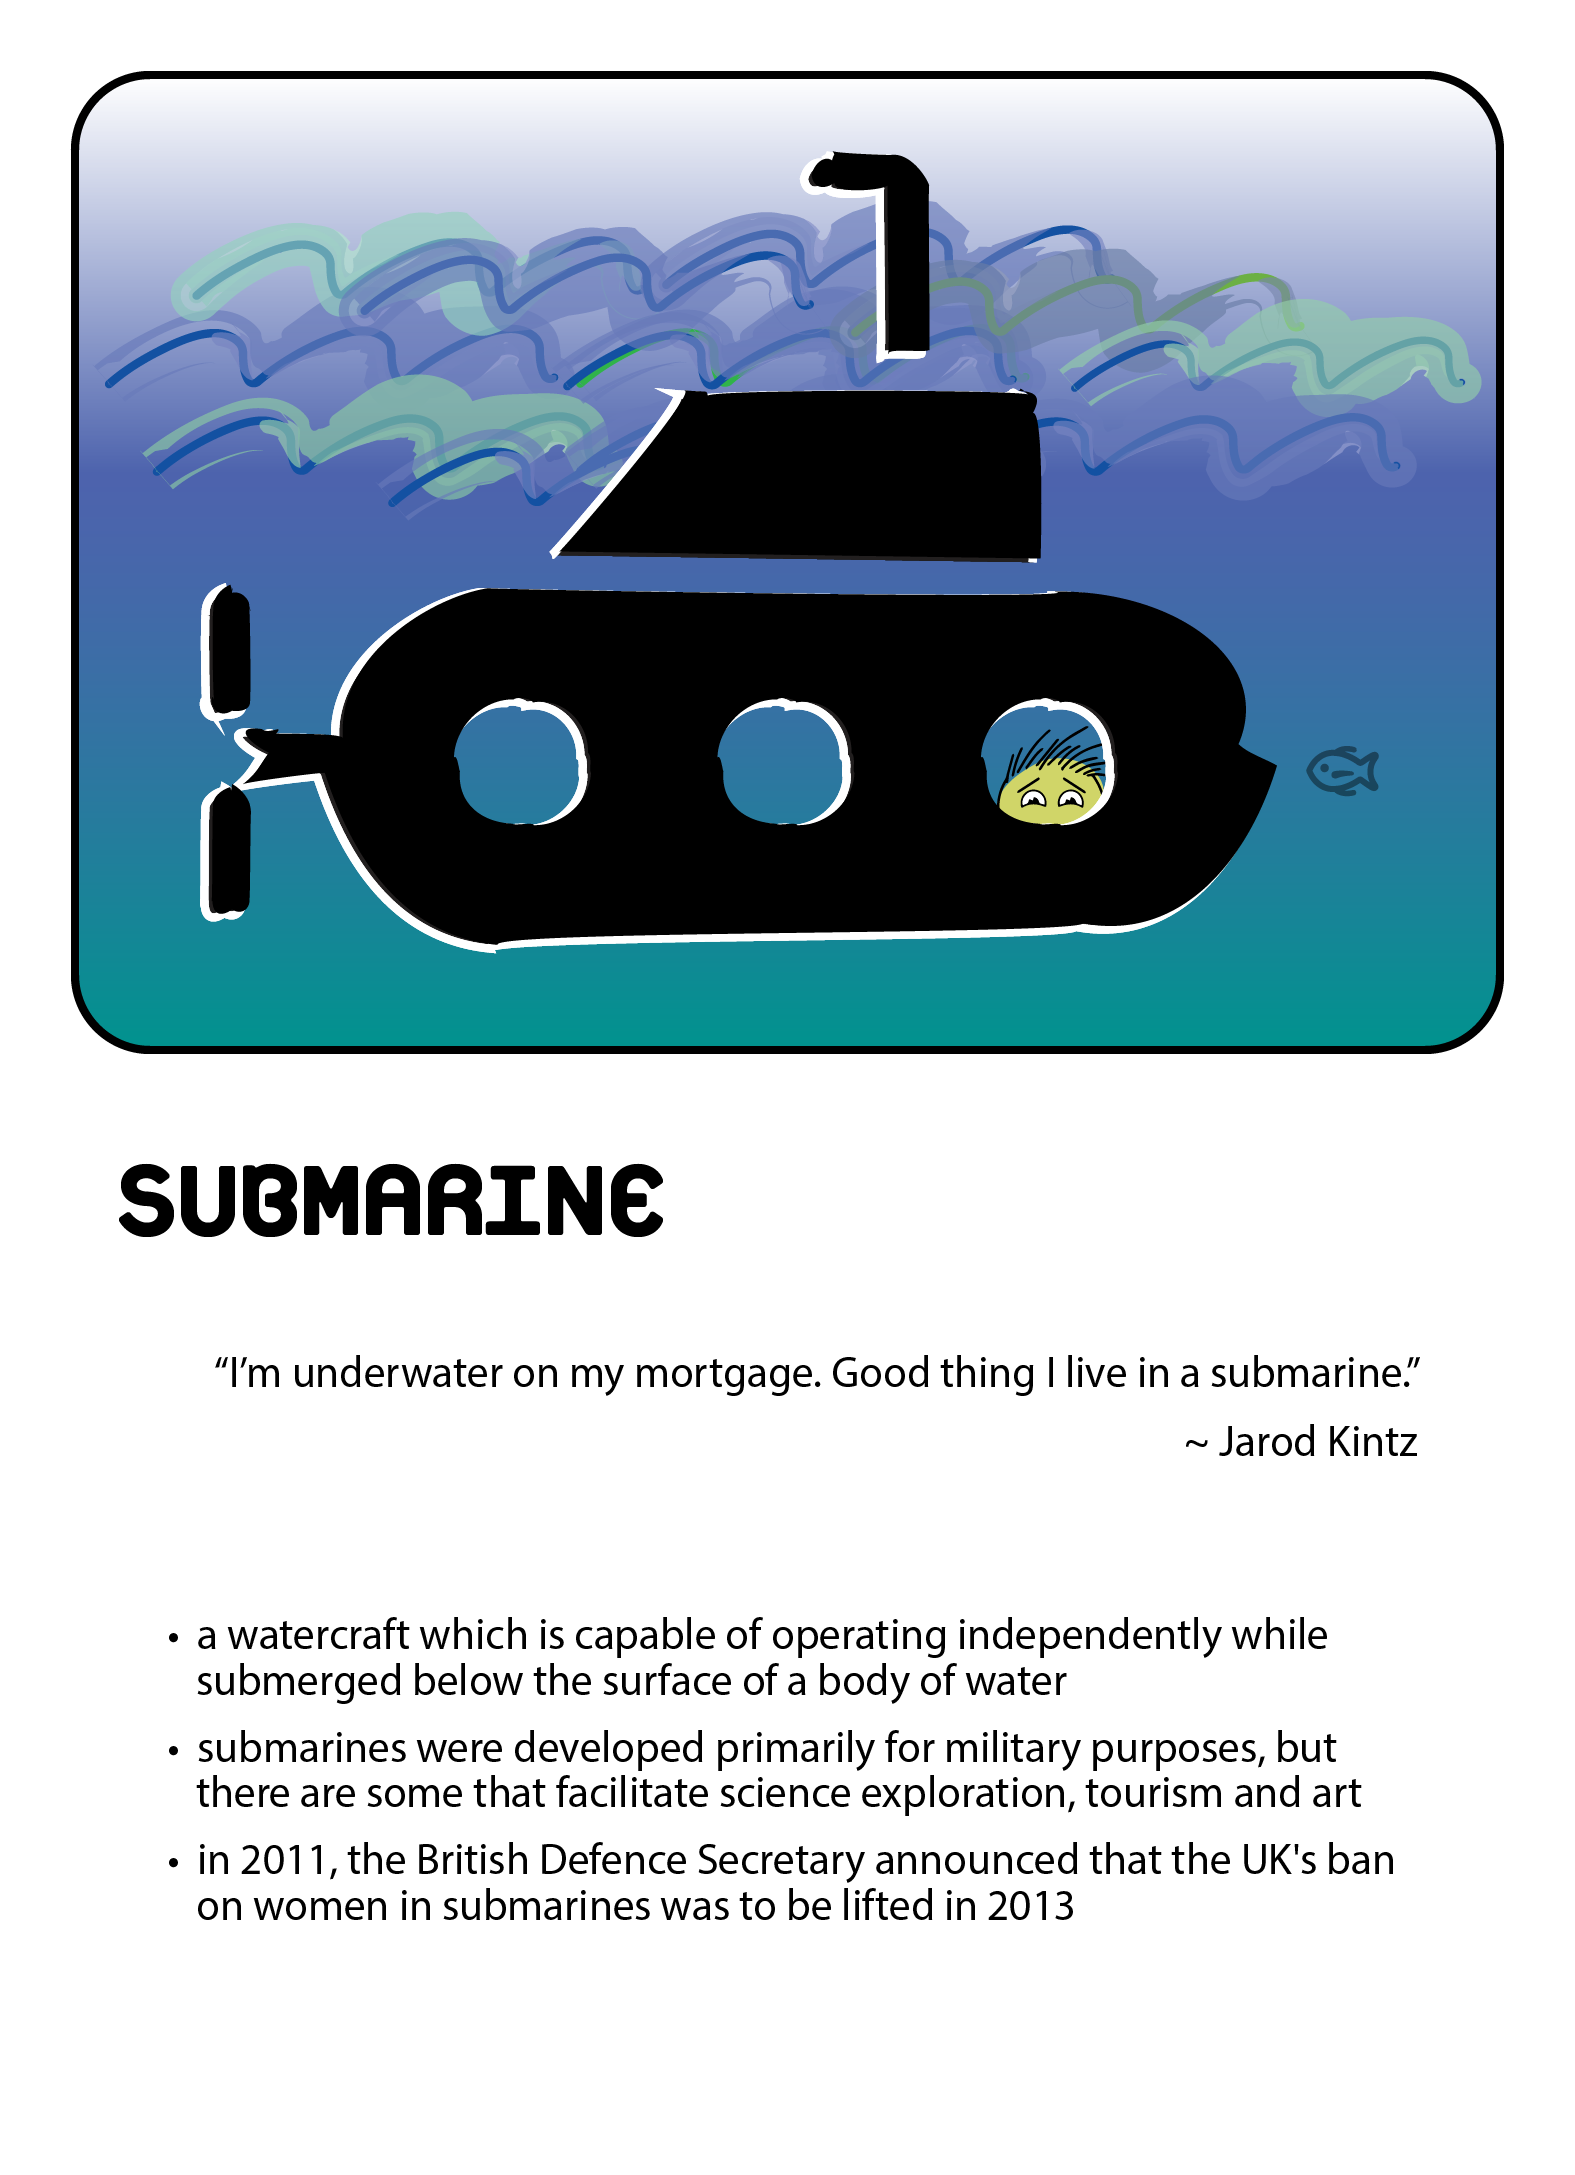 SUBMARINE
“I’m underwater on my mortgage. Good thing I live in a submarine.”
~ Jarod Kintz
• a watercraft which is capable of operating independently while
submerged below the surface of a body of water
• submarines were developed primarily for military purposes, but
there are some that facilitate science exploration, tourism and art
• in 2011, the British Defence Secretary announced that the UK's ban
on women in submarines was to be lifted in 2013